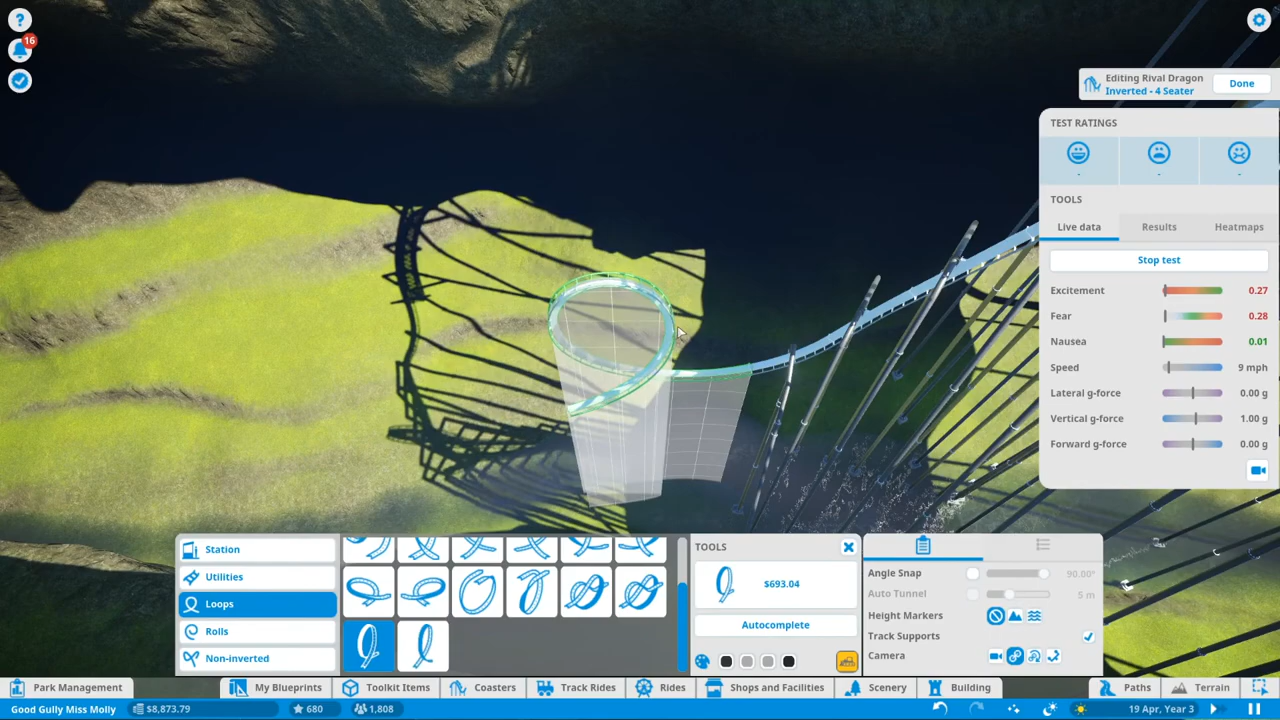 ?
16
Editing Rival Dragon
Inverted - 4 Seater
Done
TEST RATINGS
- - -
TOOLS
Live data Results Heatmaps
Stop test
Excitement 0.27
Fear 0.28
Nausea 0.01
Speed 9 mph
Lateral g-force 0.00 g
Vertical g-force 1.00 g
Forward g-force 0.00 g
Station
Utilities
Loops
Rolls
Non-inverted
TOOLS
$693.04
Autocomplete
Angle Snap 90.00°
Auto Tunnel 5 m
Height Markers
Track Supports
Camera
Park Management My Blueprints Toolkit Items Coasters Track Rides Rides Shops and Facilities Scenery Building Paths Terrain
Good Gully Miss Molly $8,873.79 680 1,808 19 Apr, Year 3